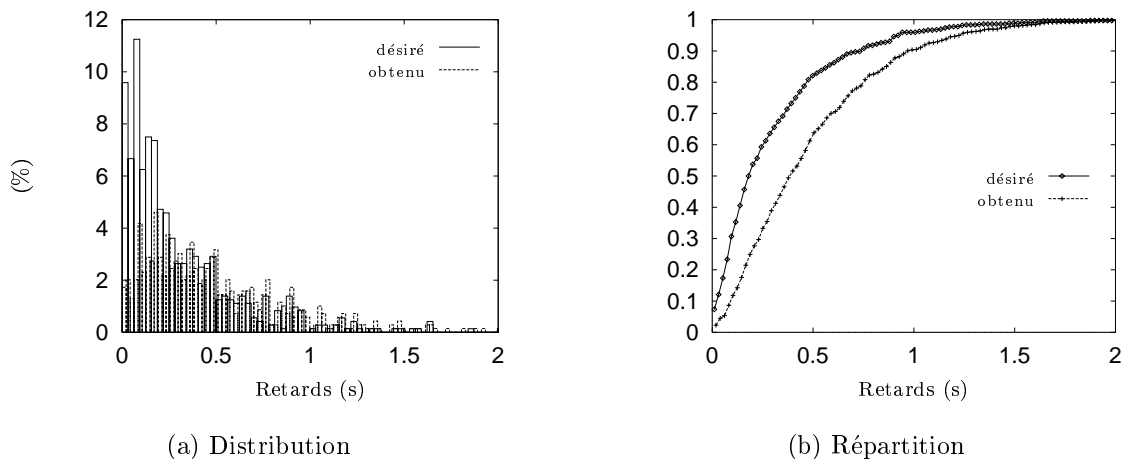 12
10
8
6
4
2
0
(%)
désiré
obtenu
0 0.5 1 1.5 2
Retards (s)
(a) Distribution
1
0.9
0.8
0.7
0.6
0.5
0.4
0.3
0.2
0.1
0
désiré
obtenu
0 0.5 1 1.5 2
Retards (s)
(b) Répartition